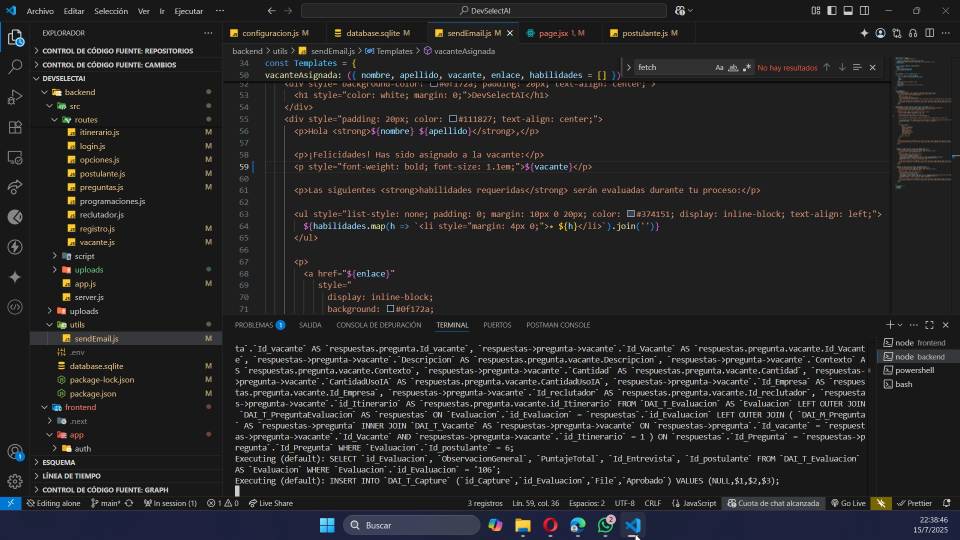 Archivo Editar Selección Ver Ir Ejecutar ···
DevSelectAI
EXPLORADOR ···
CONTROL DE CÓDIGO FUENTE: REPOSITORIOS
CONTROL DE CÓDIGO FUENTE: CAMBIOS
DEVSELECTAI
backend
src
routes
itinerario.js M
login.js M
opciones.js M
postulante.js M
preguntas.js M
programaciones.js
reclutador.js
registro.js M
vacante.js M
script
uploads
app.js M
server.js
uploads
utils
sendEmail.js M
.env
database.sqlite M
package-lock.json M
package.json M
frontend
.next
app
auth
ESQUEMA
LÍNEA DE TIEMPO
CONTROL DE CÓDIGO FUENTE: GRAPH
configuracion.js M
database.sqlite M
sendEmail.js M
page.jsx 1, M
postulante.js M
backend > utils > sendEmail.js > Templates > vacanteAsignada
fetch
Aa ab .* No hay resultados
34 const Templates = {
50 vacanteAsignada: ({ nombre, apellido, vacante, enlace, habilidades = [] })
52 <div style="background-color: #0f172a; padding: 20px; text-align: center;">
53 <h1 style="color: white; margin: 0;">DevSelectAI</h1>
54 </div>
55 <div style="padding: 20px; color: #111827; text-align: center;">
56 <p>Hola <strong>${nombre} ${apellido}</strong>,</p>
57
58 <p>¡Felicidades! Has sido asignado a la vacante:</p>
59 <p style="font-weight: bold; font-size: 1.1em;">${vacante}</p>
60
61 <p>Las siguientes <strong>habilidades requeridas</strong> serán evaluadas durante tu proceso:</p>
62
63 <ul style="list-style: none; padding: 0; margin: 10px 0 20px; color: #374151; display: inline-block; text-align: left;">
64 ${habilidades.map(h => `<li style="margin: 4px 0;">• ${h}</li>`).join('')}
65 </ul>
66
67 <p>
68 <a href="${enlace}"
69 style="
70 display: inline-block;
71 background: #0f172a;
PROBLEMAS 1 SALIDA CONSOLA DE DEPURACIÓN TERMINAL PUERTOS POSTMAN CONSOLE
ta`.`Id_vacante` AS `respuestas.pregunta.Id_vacante`, `respuestas->pregunta->vacante`.`Id_Vacante` AS `respuestas.pregunta.vacante.Id_Vacant
e`, `respuestas->pregunta->vacante`.`Descripcion` AS `respuestas.pregunta.vacante.Descripcion`, `respuestas->pregunta->vacante`.`Contexto` A
S `respuestas.pregunta.vacante.Contexto`, `respuestas->pregunta->vacante`.`Cantidad` AS `respuestas.pregunta.vacante.Cantidad`, `respuestas-
>pregunta->vacante`.`CantidadUsoIA` AS `respuestas.pregunta.vacante.CantidadUsoIA`, `respuestas->pregunta->vacante`.`Id_Empresa` AS `respues
tas.pregunta.vacante.Id_Empresa`, `respuestas->pregunta->vacante`.`Id_reclutador` AS `respuestas.pregunta.vacante.Id_reclutador`, `respuesta
s->pregunta->vacante`.`id_Itinerario` AS `respuestas.pregunta.vacante.id_Itinerario` FROM `DAI_T_Evaluacion` AS `Evaluacion` LEFT OUTER JOIN
`DAI_T_PreguntaEvaluacion` AS `respuestas` ON `Evaluacion`.`id_Evaluacion` = `respuestas`.`id_Evaluacion` LEFT OUTER JOIN ( `DAI_M_Pregunta
` AS `respuestas->pregunta` INNER JOIN `DAI_T_Vacante` AS `respuestas->pregunta->vacante` ON `respuestas->pregunta`.`Id_vacante` = `respuest
as->pregunta->vacante`.`Id_Vacante` AND `respuestas->pregunta->vacante`.`id_Itinerario` = 1 ) ON `respuestas`.`Id_Pregunta` = `respuestas->p
regunta`.`Id_Pregunta` WHERE `Evaluacion`.`Id_postulante` = 6;
Executing (default): SELECT `id_Evaluacion`, `ObservacionGeneral`, `PuntajeTotal`, `Id_Entrevista`, `Id_postulante` FROM `DAI_T_Evaluacion`
AS `Evaluacion` WHERE `Evaluacion`.`id_Evaluacion` = '106';
Executing (default): INSERT INTO `DAI_T_Capture` (`id_Capture`,`id_Evaluacion`,`File`,`Aprobado`) VALUES (NULL,$1,$2,$3);
node frontend
node backend
powershell
bash
Editing alone main* In session (1) 1 0 Live Share
3 registros Lín. 59, col. 36 Espacios: 2 UTF-8 CRLF {} JavaScript Cuota de chat alcanzada Go Live Prettier
Buscar
2
22:38:46
15/7/2025